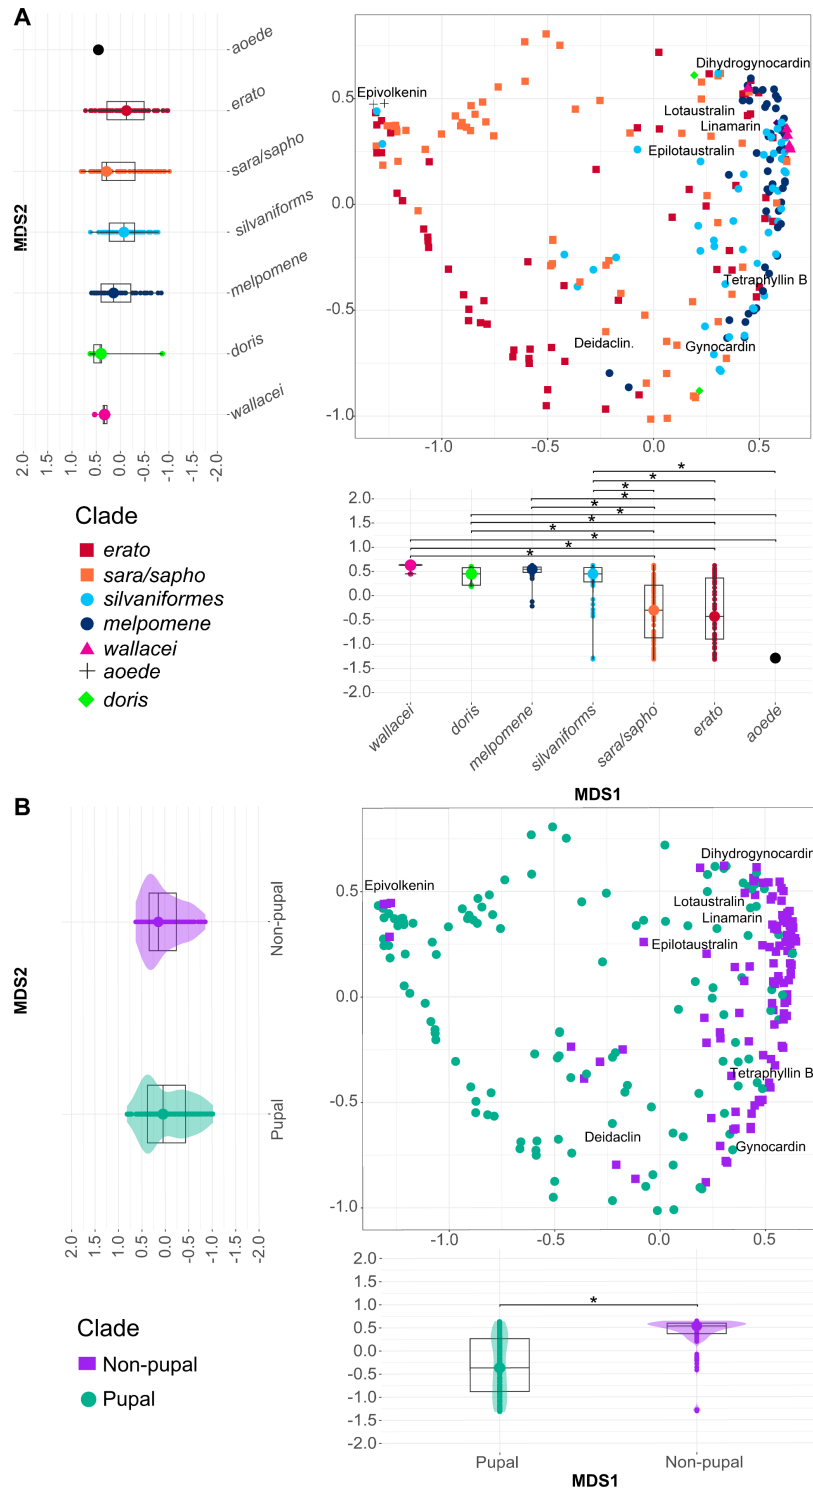 A
MDS2
aoede
erato
sara/sapho
silvaniforms
melpomene
doris
wallacei
2.0
1.5
1.0
0.5
0.0
-0.5
-1.0
-1.5
-2.0
Dihydrogynocardin
Epivolkenin
Lotaustralin
Linamarin
Epilotaustralin
Tetraphyllin B
Deidaclin.
Gynocardin
0.5
0.0
-0.5
-1.0
-1.0
-0.5
0.0
0.5
Clade
erato
sara/sapho
silvaniformes
melpomene
wallacei
aoede
doris
2.0
1.5
1.0
0.5
0.0
-0.5
-1.0
-1.5
-2.0
* * * * * * * * * * *
wallacei
doris
melpomene
silvaniforms
sara/sapho
erato
aoede
MDS1
B
MDS2
Non-pupal
Pupal
2.0
1.5
1.0
0.5
0.0
-0.5
-1.0
-1.5
-2.0
Dihydrogynocardin
Epivolkenin
Lotaustralin
Linamarin
Epilotaustralin
Tetraphyllin B
Deidaclin
Gynocardin
0.5
0.0
-0.5
-1.0
-1.0
-0.5
0.0
0.5
Clade
Non-pupal
Pupal
2.0
1.5
1.0
0.5
0.0
-0.5
-1.0
-1.5
-2.0
*
Pupal
Non-pupal
MDS1